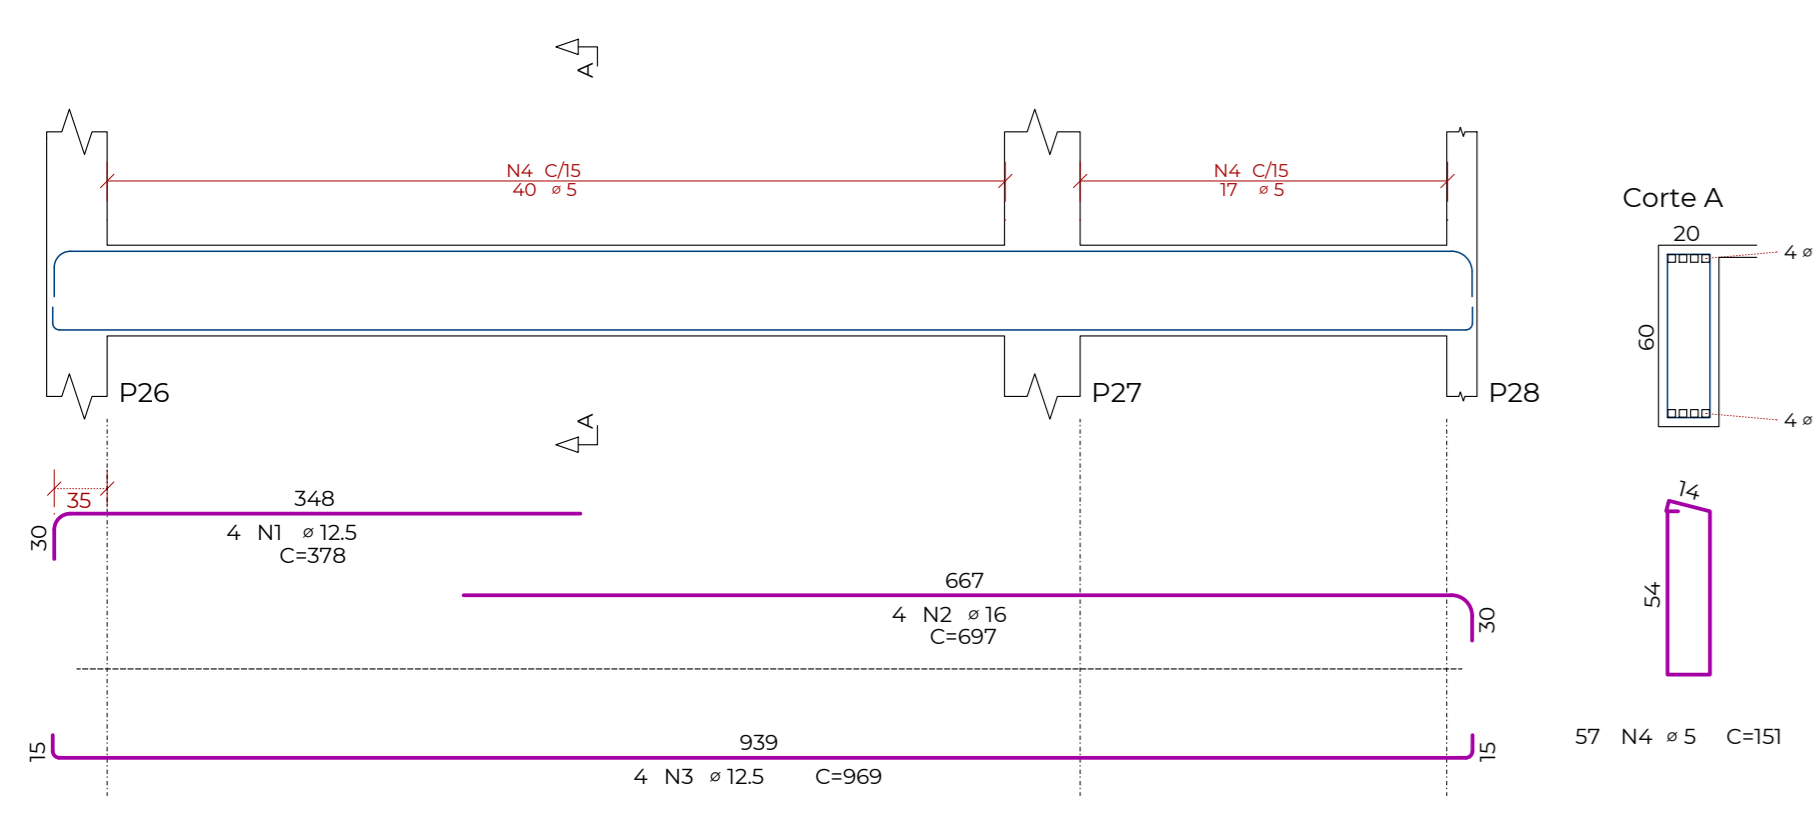 A
N4 C/15
40 ⌀ 5
N4 C/15
17 ⌀ 5
Corte A
20
4 ⌀
60
4 ⌀
P26
P27
P28
A
35
348
30
4 N1 ⌀ 12.5
C=378
14
54
667
4 N2 ⌀ 16
C=697
30
57 N4 ⌀ 5 C=151
15
939
4 N3 ⌀ 12.5 C=969
15